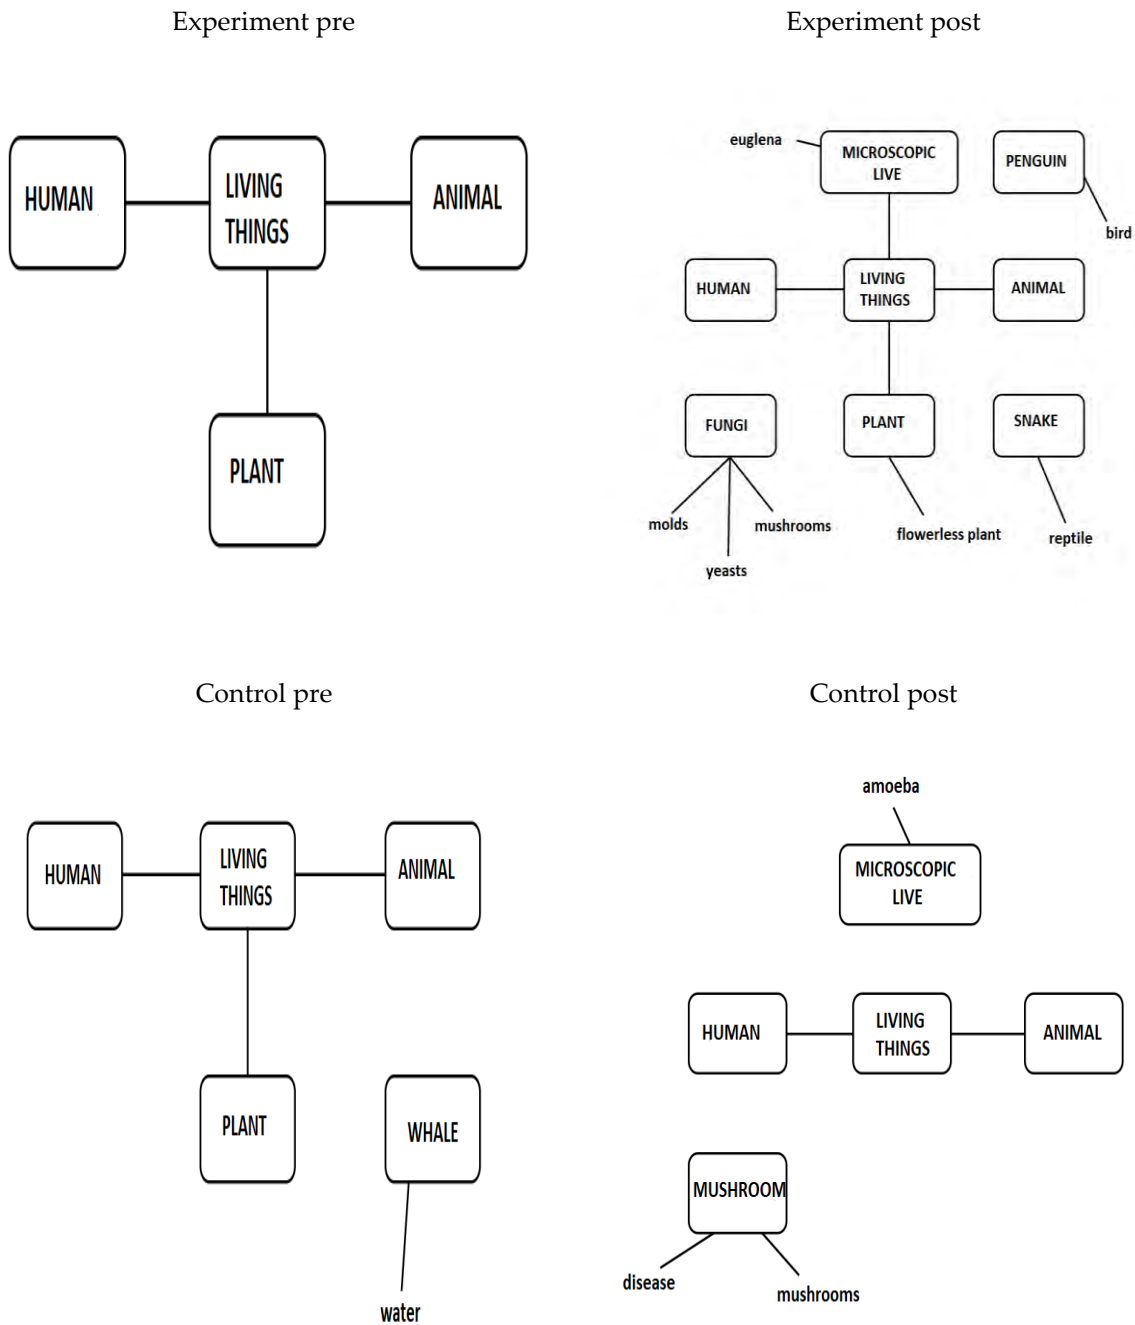 Experiment pre
Experiment post
HUMAN
LIVING
THINGS
ANIMAL
PLANT
euglena
MICROSCOPIC
LIVE
PENGUIN
bird
HUMAN
LIVING
THINGS
ANIMAL
FUNGI
PLANT
SNAKE
molds
mushrooms
yeasts
flowerless plant
reptile
Control pre
Control post
HUMAN
LIVING
THINGS
ANIMAL
PLANT
WHALE
water
amoeba
MICROSCOPIC
LIVE
HUMAN
LIVING
THINGS
ANIMAL
MUSHROOM
disease
mushrooms